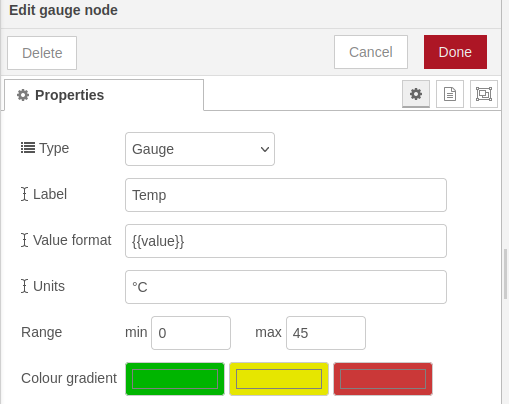 Edit gauge node
Delete Cancel Done
Properties
Type Gauge
Label Temp
Value format {{value}}
Units °C
Range min 0 max 45
Colour gradient